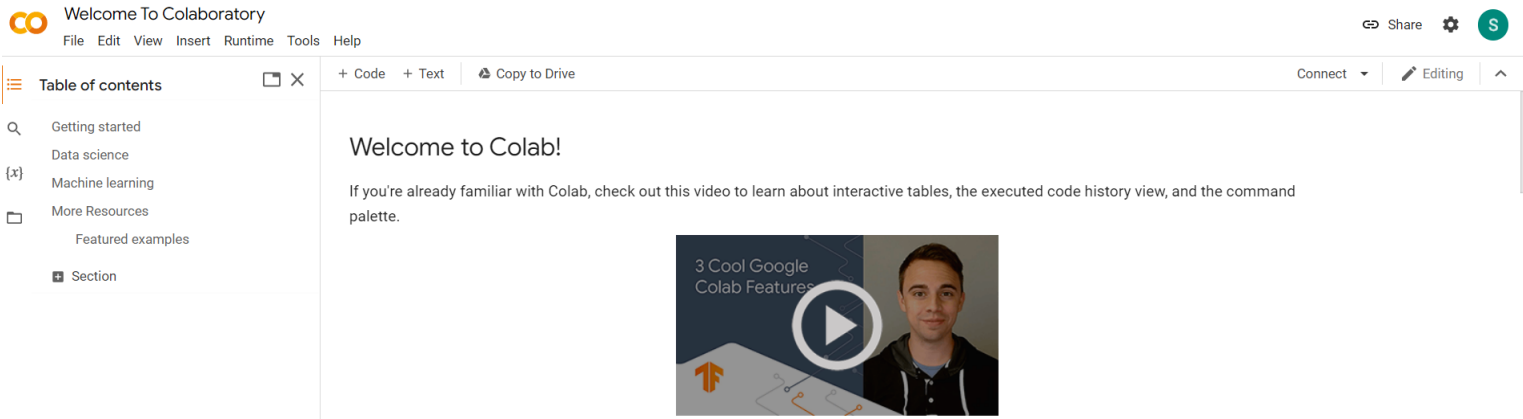 Welcome To Colaboratory
File Edit View Insert Runtime Tools Help
Share
S
Table of contents
+ Code + Text Copy to Drive
Connect Editing
Getting started
Data science
{x}
Machine learning
More Resources
Featured examples
Section
Welcome to Colab!
If you're already familiar with Colab, check out this video to learn about interactive tables, the executed code history view, and the command
palette.
3 Cool Google
Colab Features